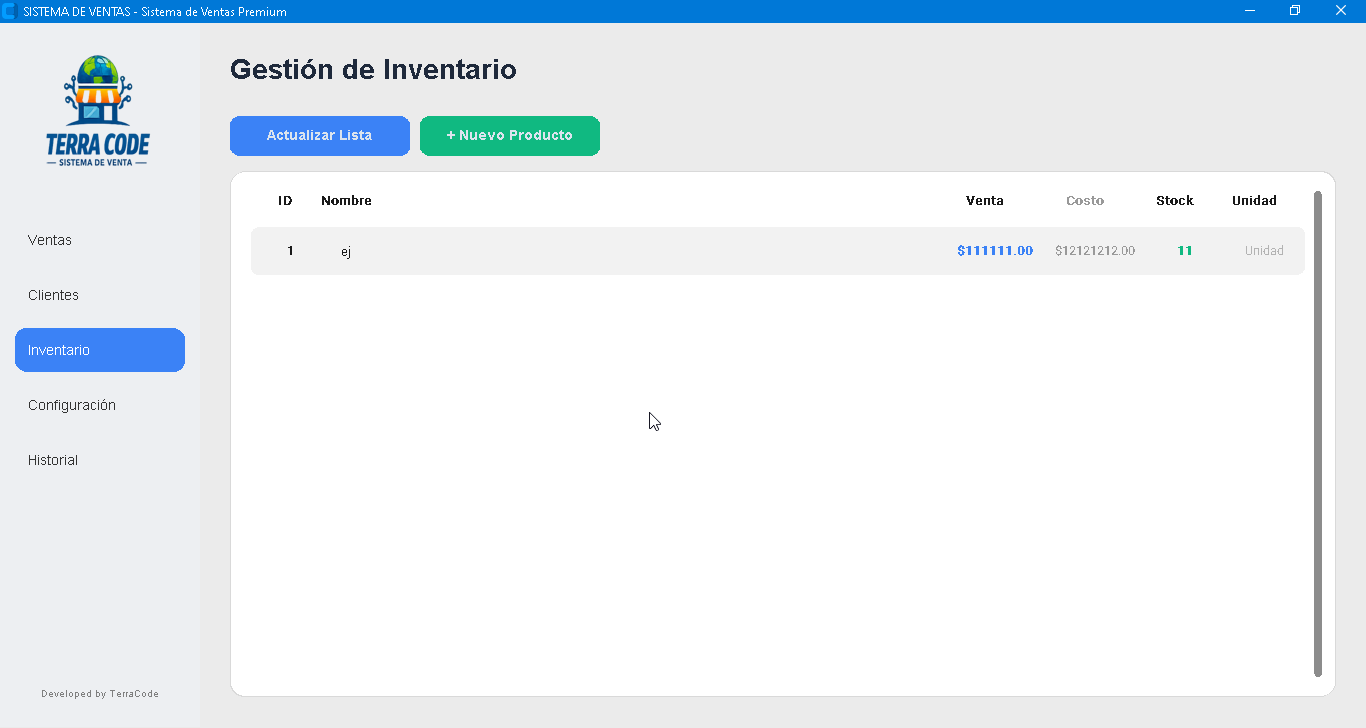 SISTEMA DE VENTAS - Sistema de Ventas Premium
TERRA CODE
SISTEMA DE VENTA
Ventas
Clientes
Inventario
Configuración
Historial
Developed by TerraCode
Gestión de Inventario
Actualizar Lista
+ Nuevo Producto
ID Nombre Venta Costo Stock Unidad
1 ej $111111.00 $12121212.00 11 Unidad